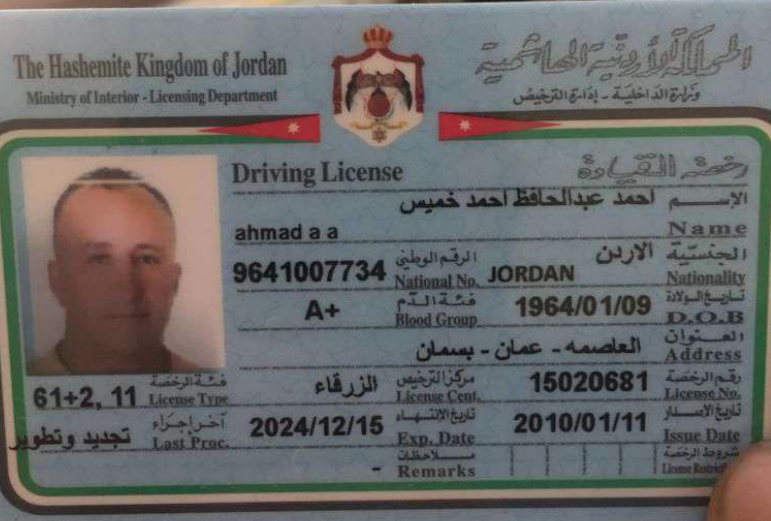 The Hashemite Kingdom of Jordan
المملكة الأردنية الهاشمية
Ministry of Interior - Licensing Department
وزارة الداخلية - إدارة الترخيص
Driving License
رخصة القيادة
الإسم احمد عبدالحافظ احمد خميس
ahmad a a Name
الجنسية الاردن الرقم الوطني
9641007734 National No. JORDAN Nationality
تاريخ الولادة 1964/01/09 فئة الدم A+
Blood Group D.O.B
العنوان العاصمه - عمان - بسمان
Address
رقم الرخصة 15020681 مركز الترخيص الزرقاء فئة الرخصة 61+2, 11
License Type License Cent. License No.
تاريخ الإصدار 2010/01/11 تاريخ الإنتهاء 2024/12/15 آخر إجراء تجديد وتطوير
Last Proc. Exp. Date Issue Date
شروط الرخصة ملاحظات -
Remarks License